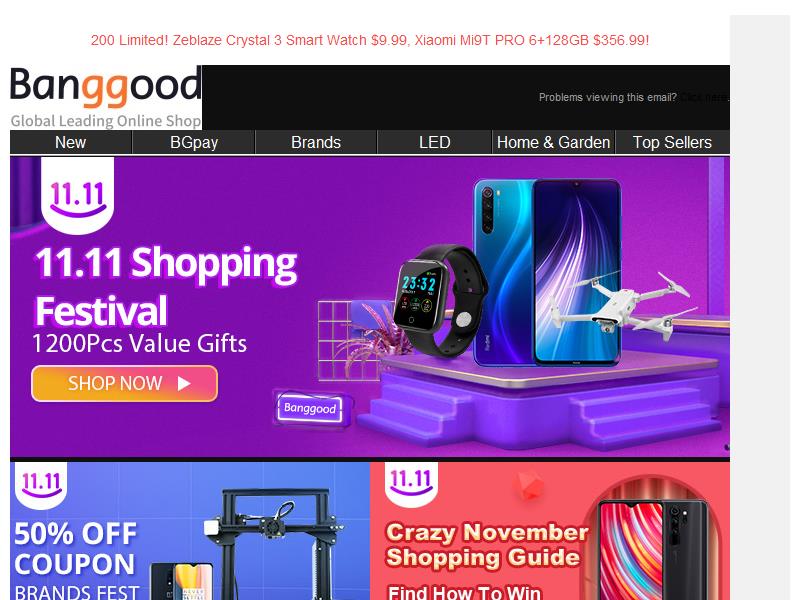 200 Limited! Zeblaze Crystal 3 Smart Watch $9.99, Xiaomi Mi9T PRO 6+128GB $356.99!
Banggood
Global Leading Online Shop
Problems viewing this email? Click here.
New
BGpay
Brands
LED
Home & Garden
Top Sellers
11.11
11.11 Shopping
Festival
1200Pcs Value Gifts
SHOP NOW
23:32
Redmi
Banggood
11.11
50% OFF
COUPON
BRANDS FEST
11.11
Crazy November
Shopping Guide
Find How To Win